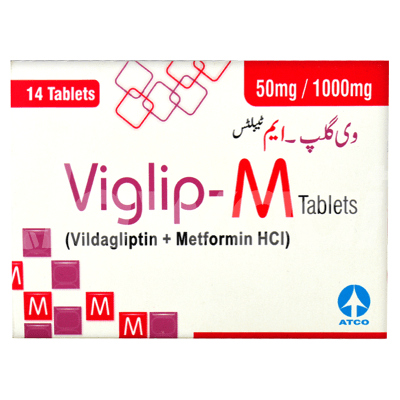 14 Tablets
50mg / 1000mg
وی گلپ - ایم ٹیبلٹس
Viglip-M Tablets
(Vildagliptin + Metformin HCl)
M
M M M
ATCO